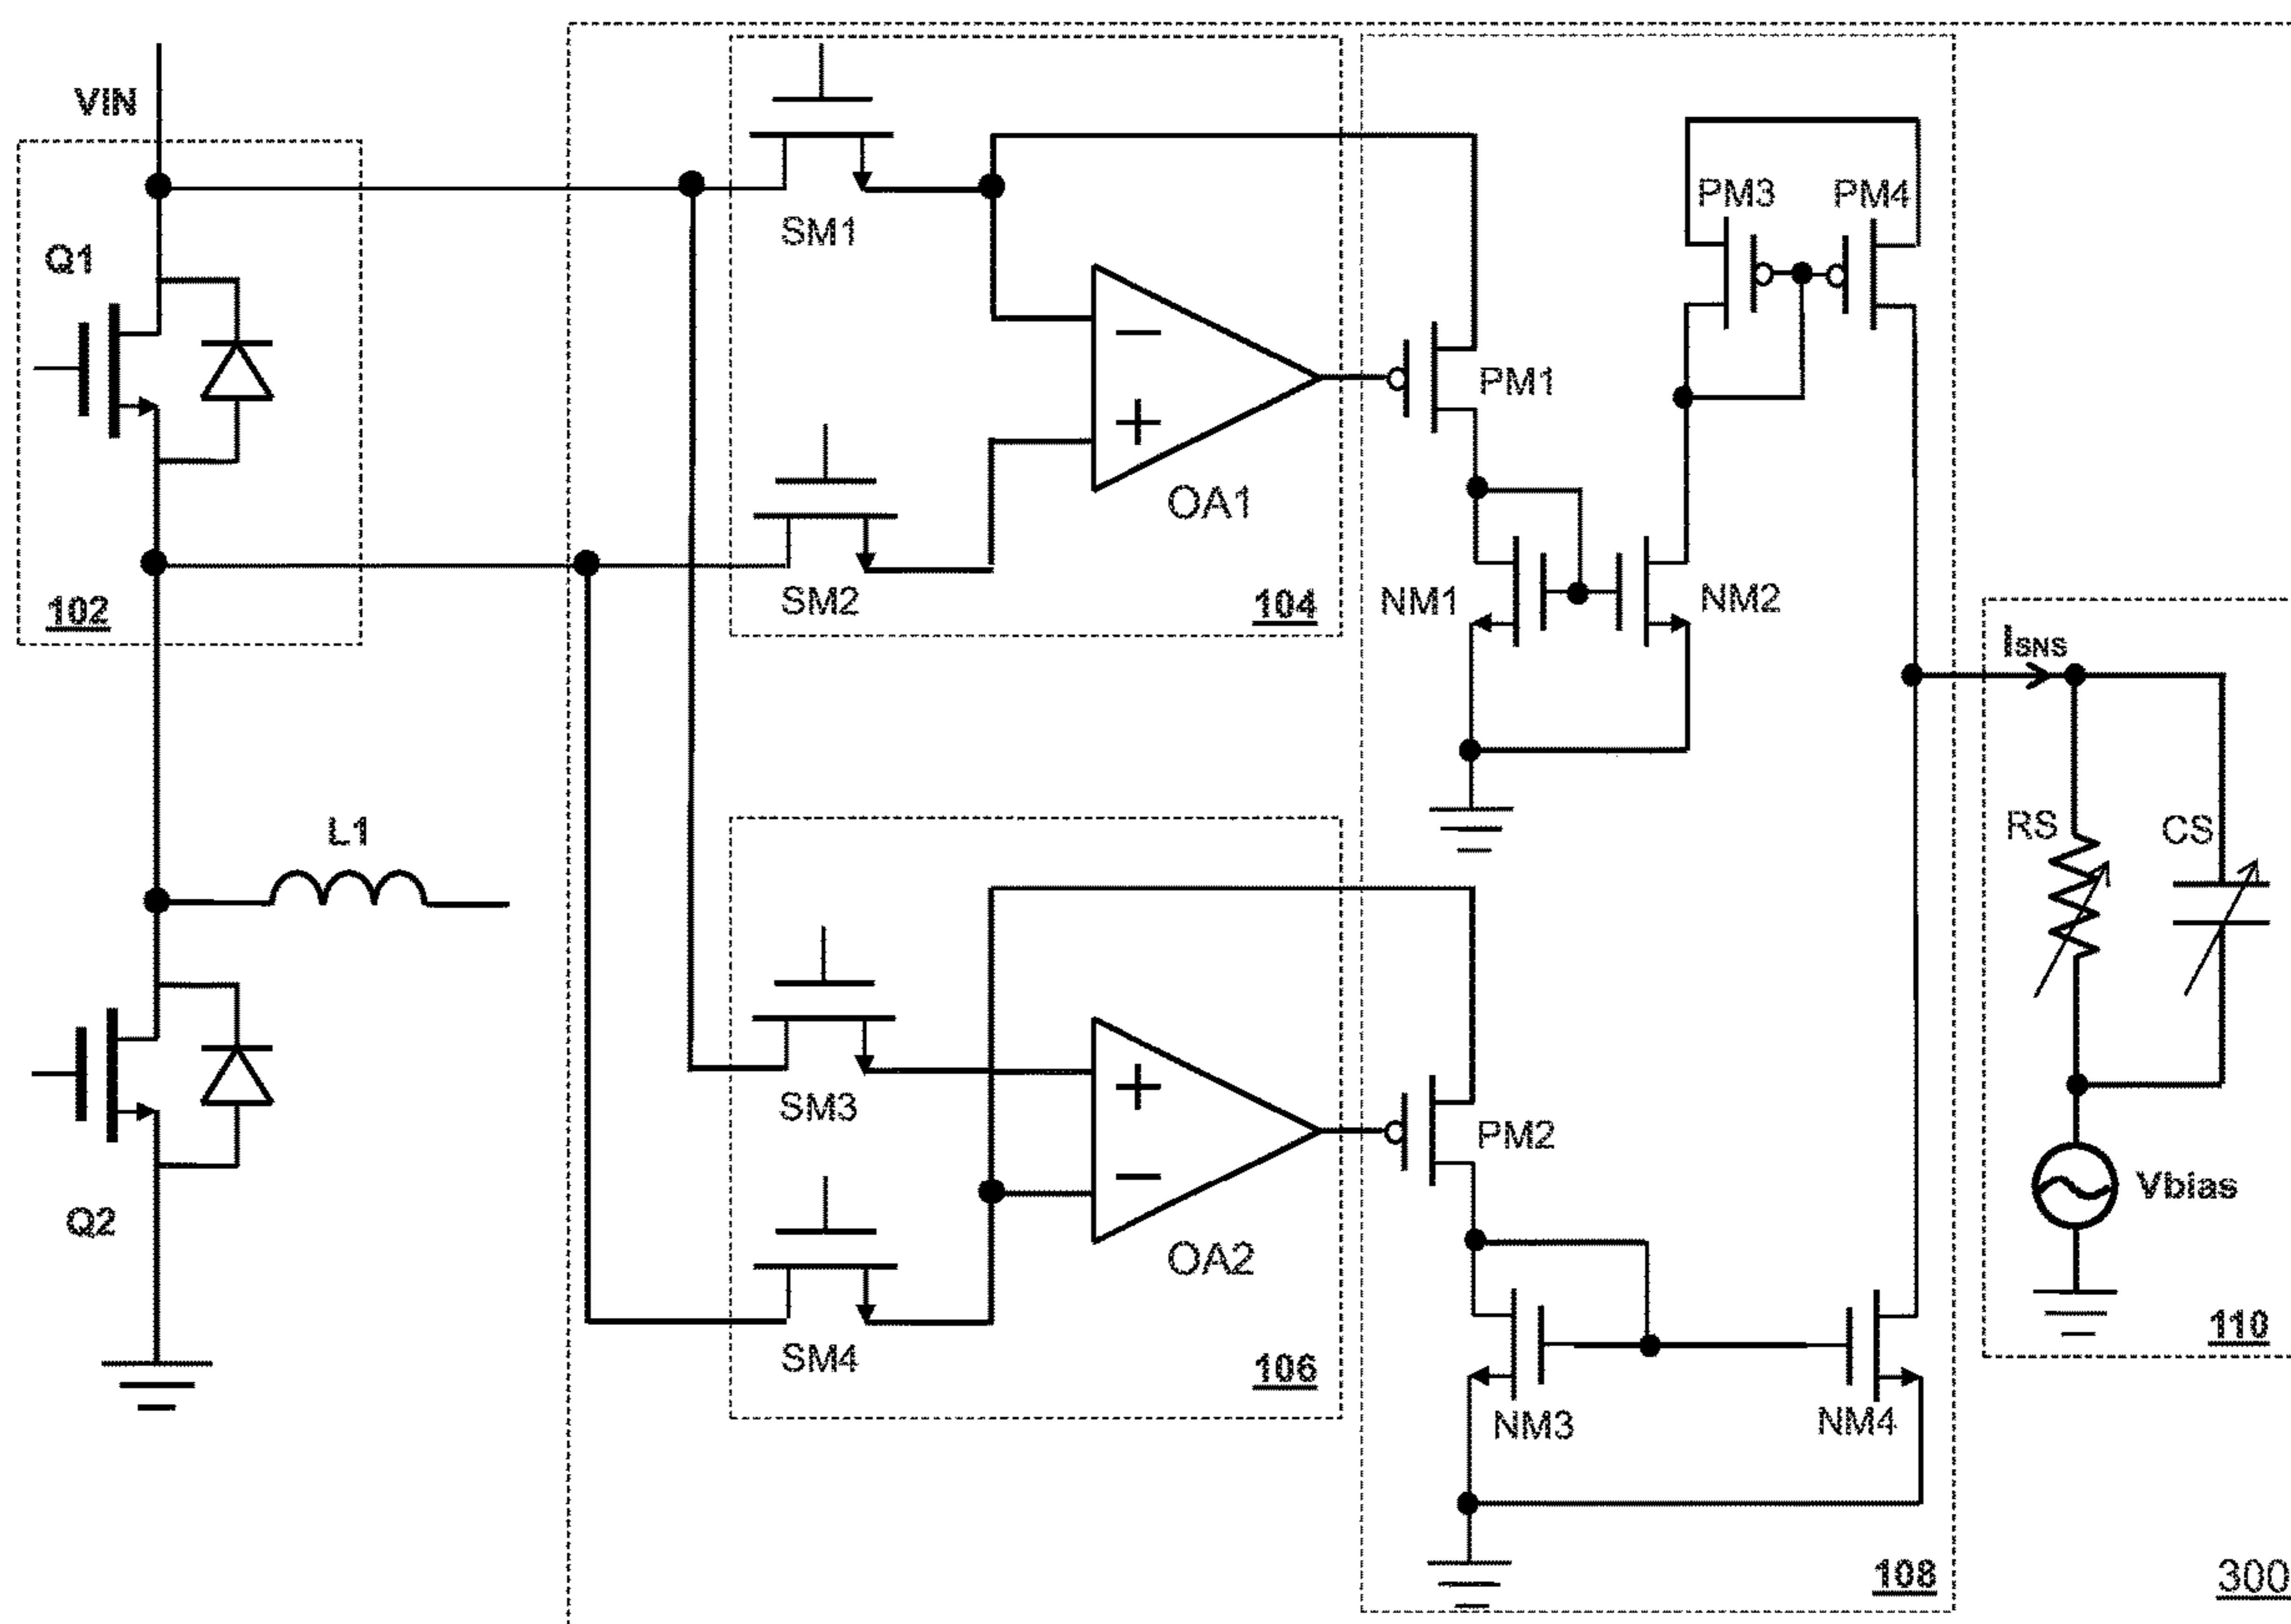 VIN
PM3
PM4
SM1
Q1
PM1
OA1
SM2
102
104
NM1
NM2
ISNS
L1
RS
CS
SM3
PM2
Vbias
Q2
OA2
SM4
106
110
NM3
NM4
108
300